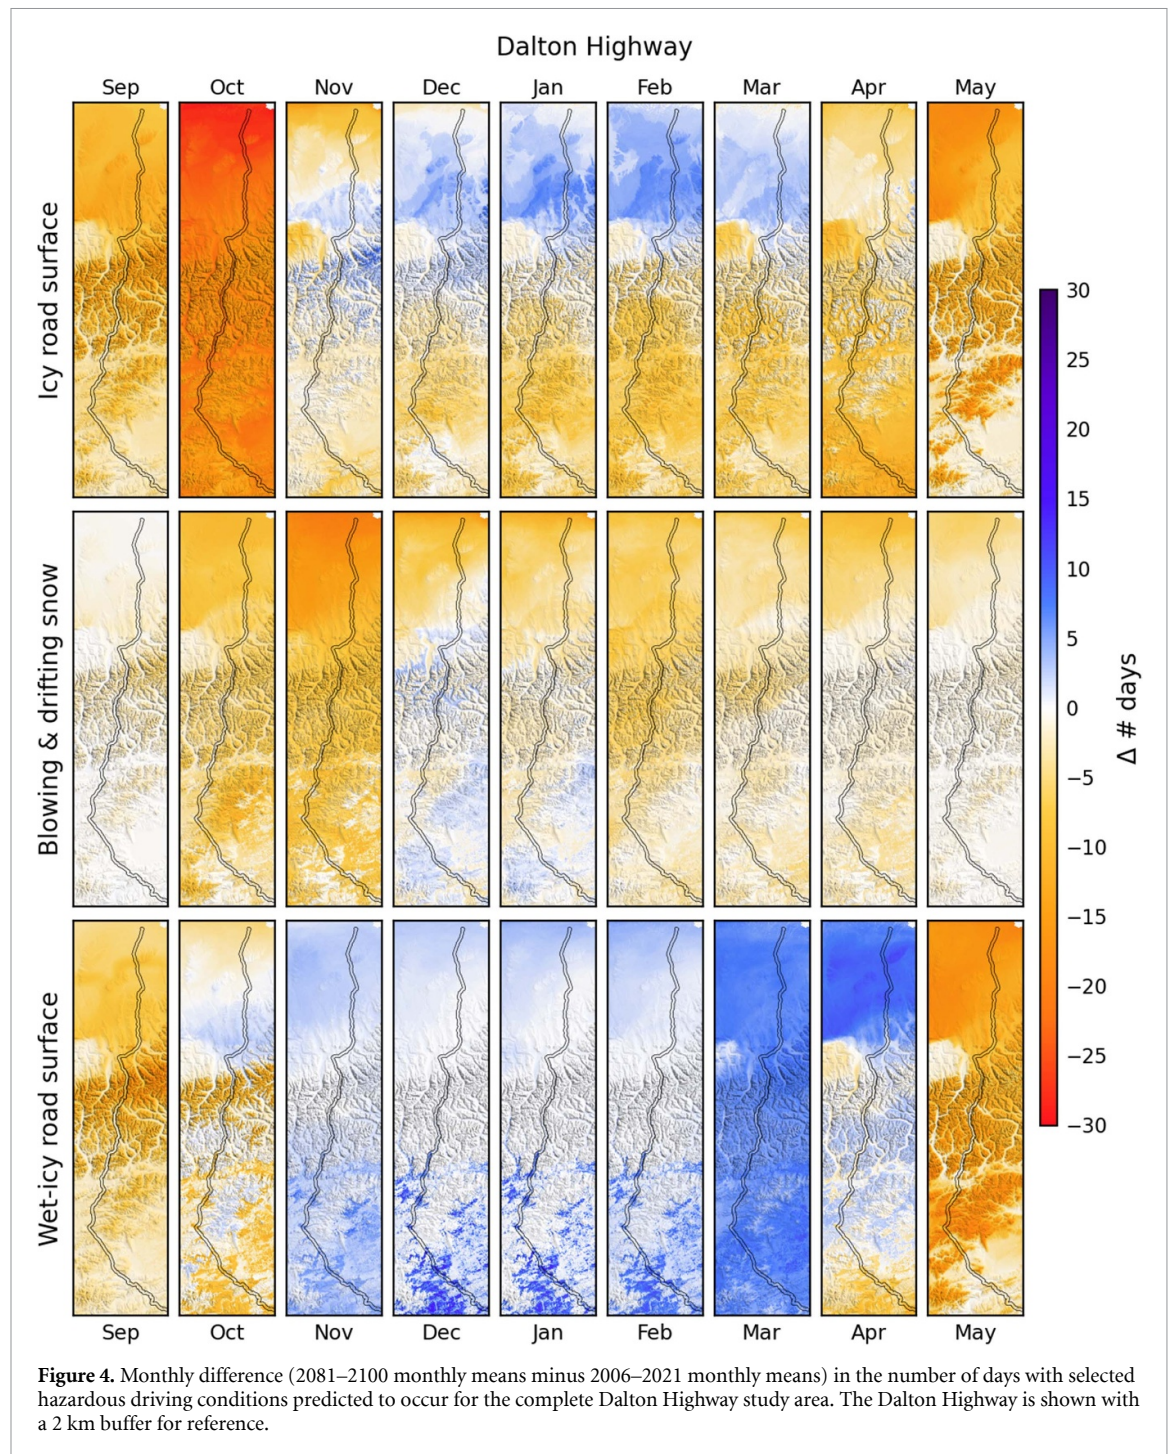 Dalton Highway
Sep Oct Nov Dec Jan Feb Mar Apr May
Icy road surface
Blowing & drifting snow
Wet-icy road surface
30
25
20
15
10
5
0
−5
−10
−15
−20
−25
−30
Δ # days
Sep Oct Nov Dec Jan Feb Mar Apr May
Figure 4. Monthly difference (2081–2100 monthly means minus 2006–2021 monthly means) in the number of days with selected
hazardous driving conditions predicted to occur for the complete Dalton Highway study area. The Dalton Highway is shown with
a 2 km buffer for reference.